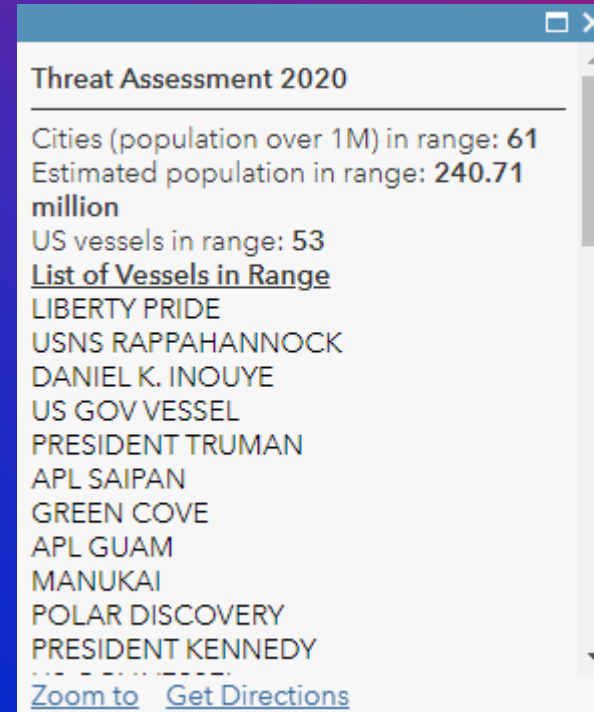 Threat Assessment 2020
Cities (population over 1M) in range: 61
Estimated population in range: 240.71
million
US vessels in range: 53
List of Vessels in Range
LIBERTY PRIDE
USNS RAPPAHANNOCK
DANIEL K. INOUYE
US GOV VESSEL
PRESIDENT TRUMAN
APL SAIPAN
GREEN COVE
APL GUAM
MANUKAI
POLAR DISCOVERY
PRESIDENT KENNEDY
Zoom to Get Directions